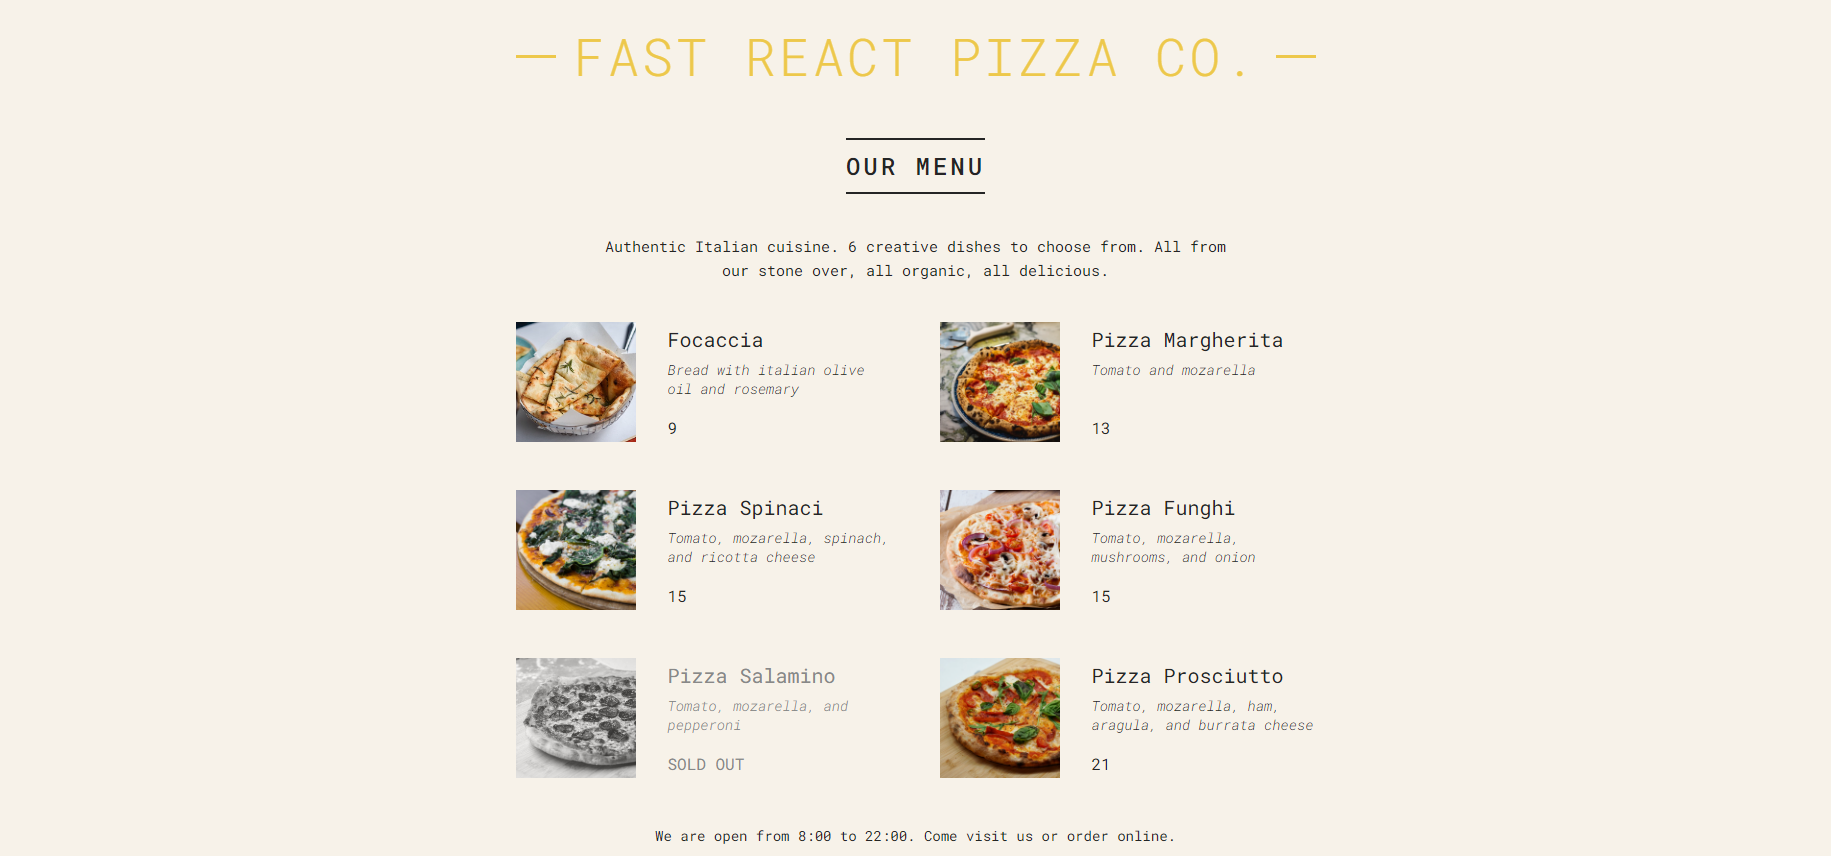 FAST REACT PIZZA CO.
OUR MENU
Authentic Italian cuisine. 6 creative dishes to choose from. All from
our stone over, all organic, all delicious.
Focaccia
Bread with italian olive
oil and rosemary
9
Pizza Margherita
Tomato and mozarella
13
Pizza Spinaci
Tomato, mozarella, spinach,
and ricotta cheese
15
Pizza Funghi
Tomato, mozarella,
mushrooms, and onion
15
Pizza Salamino
Tomato, mozarella, and
pepperoni
SOLD OUT
Pizza Prosciutto
Tomato, mozarella, ham,
aragula, and burrata cheese
21
We are open from 8:00 to 22:00. Come visit us or order online.